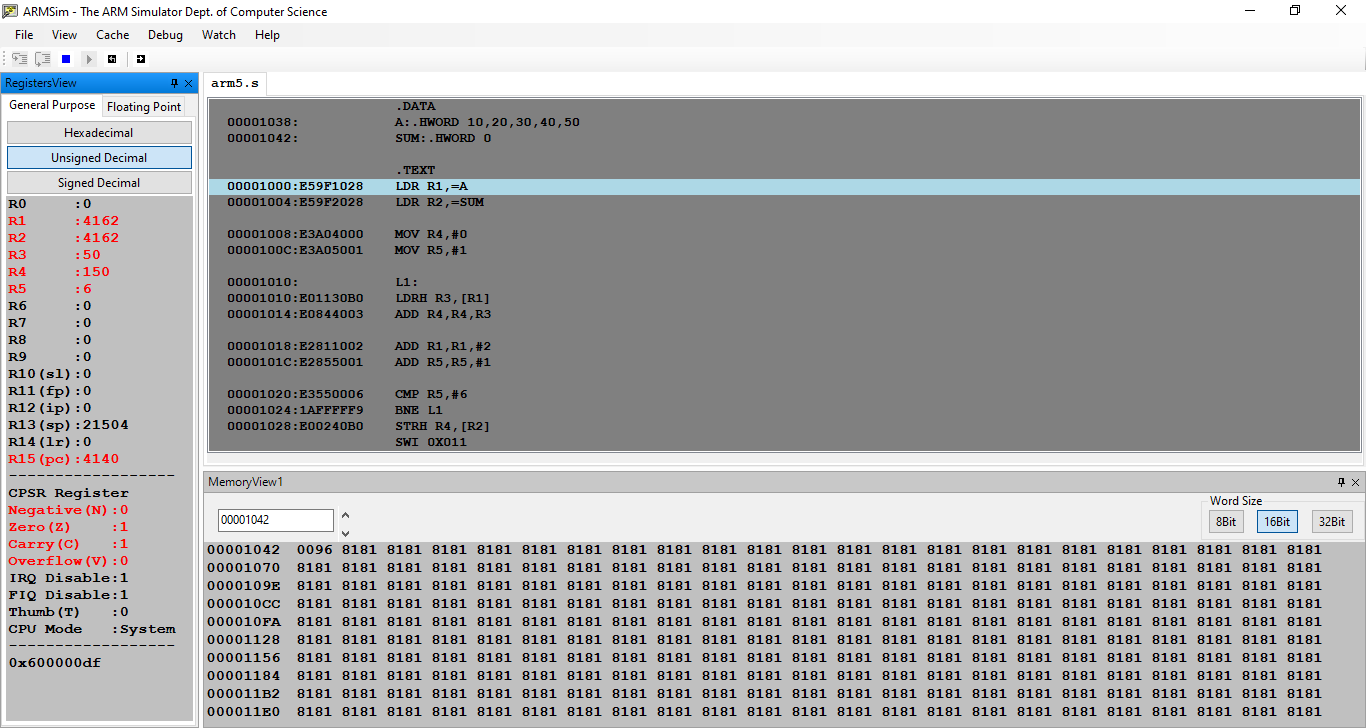 ARMSim - The ARM Simulator Dept. of Computer Science
File View Cache Debug Watch Help
RegistersView
General Purpose Floating Point
Hexadecimal
Unsigned Decimal
Signed Decimal
R0 :0
R1 :4162
R2 :4162
R3 :50
R4 :150
R5 :6
R6 :0
R7 :0
R8 :0
R9 :0
R10(sl):0
R11(fp):0
R12(ip):0
R13(sp):21504
R14(lr):0
R15(pc):4140
------------------
CPSR Register
Negative(N):0
Zero(Z) :1
Carry(C) :1
Overflow(V):0
IRQ Disable:1
FIQ Disable:1
Thumb(T) :0
CPU Mode :System
------------------
0x600000df
arm5.s
.DATA
00001038: A:.HWORD 10,20,30,40,50
00001042: SUM:.HWORD 0
.TEXT
00001000:E59F1028 LDR R1,=A
00001004:E59F2028 LDR R2,=SUM
00001008:E3A04000 MOV R4,#0
0000100C:E3A05001 MOV R5,#1
00001010: L1:
00001010:E01130B0 LDRH R3,[R1]
00001014:E0844003 ADD R4,R4,R3
00001018:E2811002 ADD R1,R1,#2
0000101C:E2855001 ADD R5,R5,#1
00001020:E3550006 CMP R5,#6
00001024:1AFFFFF9 BNE L1
00001028:E00240B0 STRH R4,[R2]
SWI 0X011
MemoryView1
00001042
Word Size
8Bit 16Bit 32Bit
00001042 0096 8181 8181 8181 8181 8181 8181 8181 8181 8181 8181 8181 8181 8181 8181 8181 8181 8181 8181 8181 8181 8181 8181
00001070 8181 8181 8181 8181 8181 8181 8181 8181 8181 8181 8181 8181 8181 8181 8181 8181 8181 8181 8181 8181 8181 8181 8181
0000109E 8181 8181 8181 8181 8181 8181 8181 8181 8181 8181 8181 8181 8181 8181 8181 8181 8181 8181 8181 8181 8181 8181 8181
000010CC 8181 8181 8181 8181 8181 8181 8181 8181 8181 8181 8181 8181 8181 8181 8181 8181 8181 8181 8181 8181 8181 8181 8181
000010FA 8181 8181 8181 8181 8181 8181 8181 8181 8181 8181 8181 8181 8181 8181 8181 8181 8181 8181 8181 8181 8181 8181 8181
00001128 8181 8181 8181 8181 8181 8181 8181 8181 8181 8181 8181 8181 8181 8181 8181 8181 8181 8181 8181 8181 8181 8181 8181
00001156 8181 8181 8181 8181 8181 8181 8181 8181 8181 8181 8181 8181 8181 8181 8181 8181 8181 8181 8181 8181 8181 8181 8181
00001184 8181 8181 8181 8181 8181 8181 8181 8181 8181 8181 8181 8181 8181 8181 8181 8181 8181 8181 8181 8181 8181 8181 8181
000011B2 8181 8181 8181 8181 8181 8181 8181 8181 8181 8181 8181 8181 8181 8181 8181 8181 8181 8181 8181 8181 8181 8181 8181
000011E0 8181 8181 8181 8181 8181 8181 8181 8181 8181 8181 8181 8181 8181 8181 8181 8181 8181 8181 8181 8181 8181 8181 8181